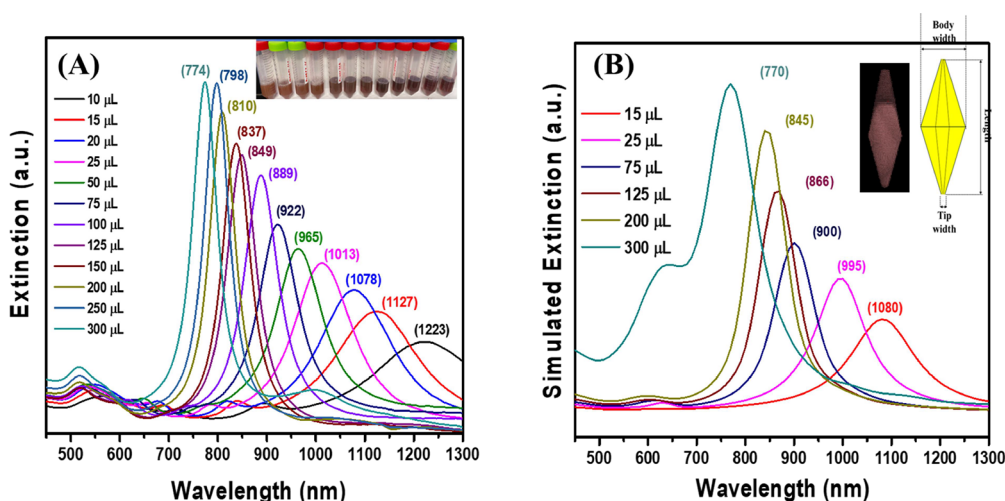 (A)
(774)
(798)
(810)
(837)
(849)
(889)
(922)
(965)
(1013)
(1078)
(1127)
(1223)
10 μL
15 μL
20 μL
25 μL
50 μL
75 μL
100 μL
125 μL
150 μL
200 μL
250 μL
300 μL
Extinction (a.u.)
500 600 700 800 900 1000 1100 1200 1300
Wavelength (nm)
(B)
(770)
(845)
(866)
(900)
(995)
(1080)
15 μL
25 μL
75 μL
125 μL
200 μL
300 μL
Body
width
Length
Tip
width
Simulated Extinction (a.u.)
500 600 700 800 900 1000 1100 1200 1300
Wavelength (nm)